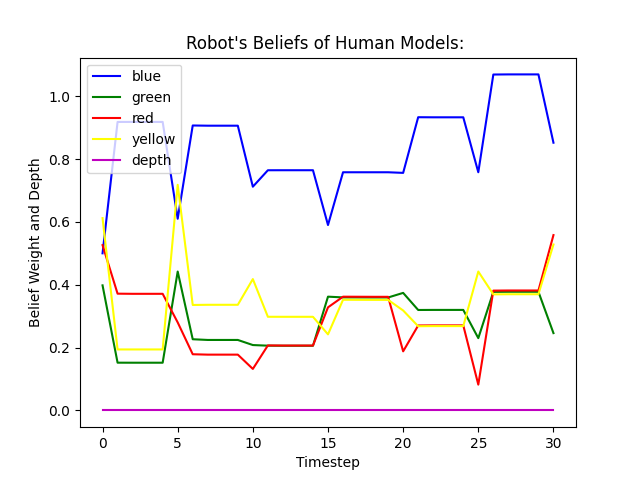 Robot's Beliefs of Human Models:
blue
green
red
yellow
depth
Belief Weight and Depth
1.0
0.8
0.6
0.4
0.2
0.0
0 5 10 15 20 25 30
Timestep